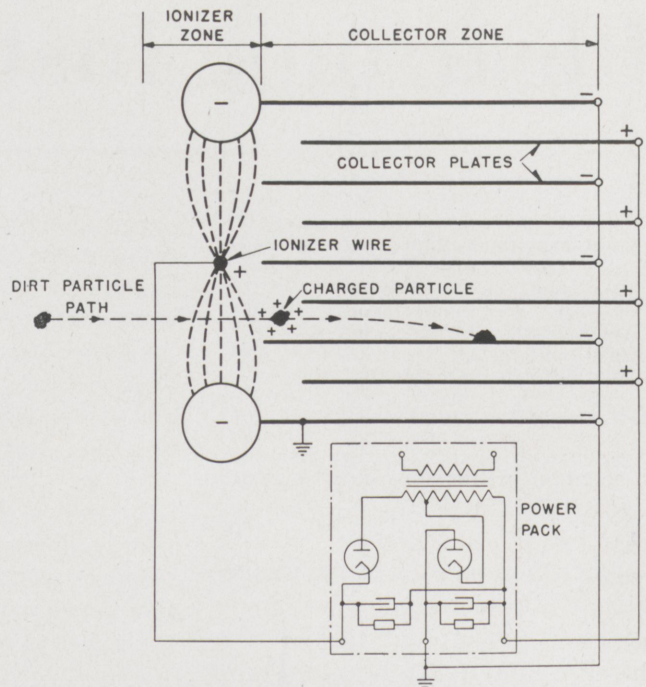 IONIZER
ZONE
COLLECTOR ZONE
-
-
+
COLLECTOR PLATES
-
+
IONIZER WIRE
+
-
DIRT PARTICLE
PATH
CHARGED PARTICLE
+
+ + + + + +
-
+
-
-
POWER
PACK